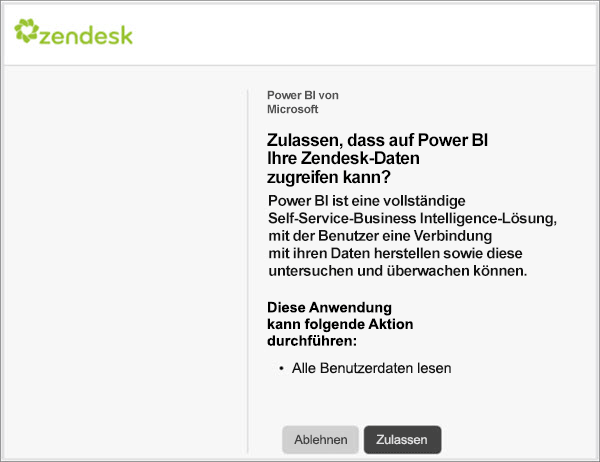 zendesk
Power BI von
Microsoft
Zulassen, dass auf Power BI
Ihre Zendesk-Daten
zugreifen kann?
Power BI ist eine vollständige
Self-Service-Business Intelligence-Lösung,
mit der Benutzer eine Verbindung
mit ihren Daten herstellen sowie diese
untersuchen und überwachen können.
Diese Anwendung
kann folgende Aktion
durchführen:
• Alle Benutzerdaten lesen
Ablehnen Zulassen